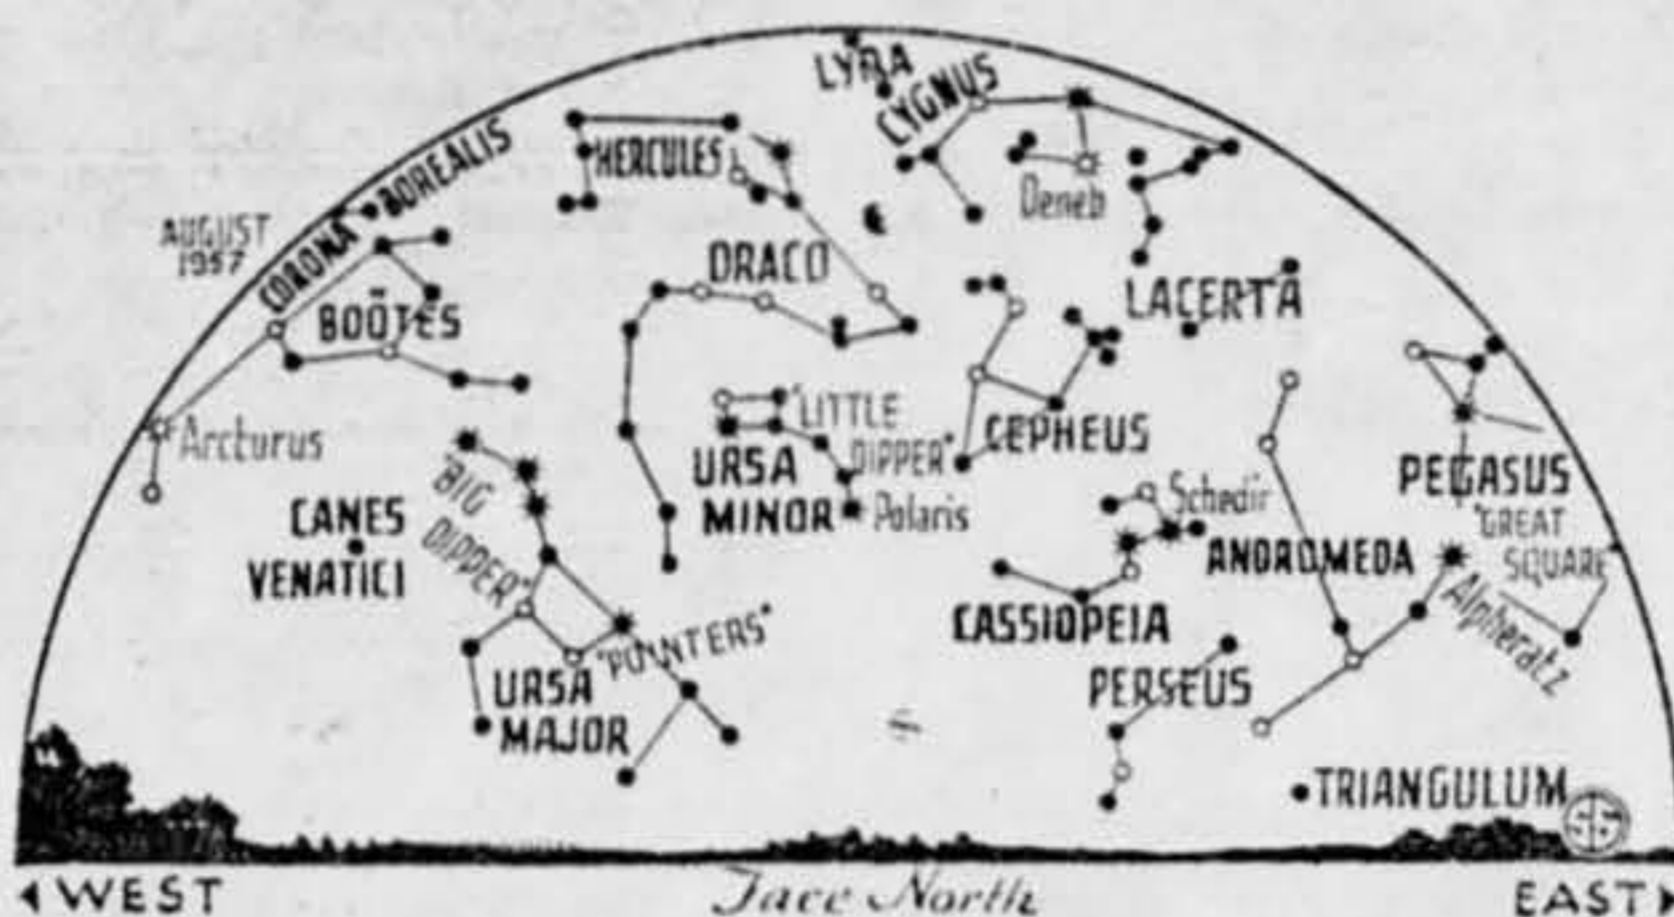 LYRA
CYGNUS
HERCULES
CORONA BOREALIS
AUGUST
1957
Deneb
DRACO
LACERTA
BOÖTES
"LITTLE
DIPPER"
CEPHEUS
Arcturus
URSA
MINOR
Polaris
PEGASUS
"GREAT
SQUARE"
"BIG
DIPPER"
CANES
VENATICI
Schedir
ANDROMEDA
Alpheratz
CASSIOPEIA
"POINTERS"
URSA
MAJOR
PERSEUS
TRIANGULUM
WEST
Face North
EAST